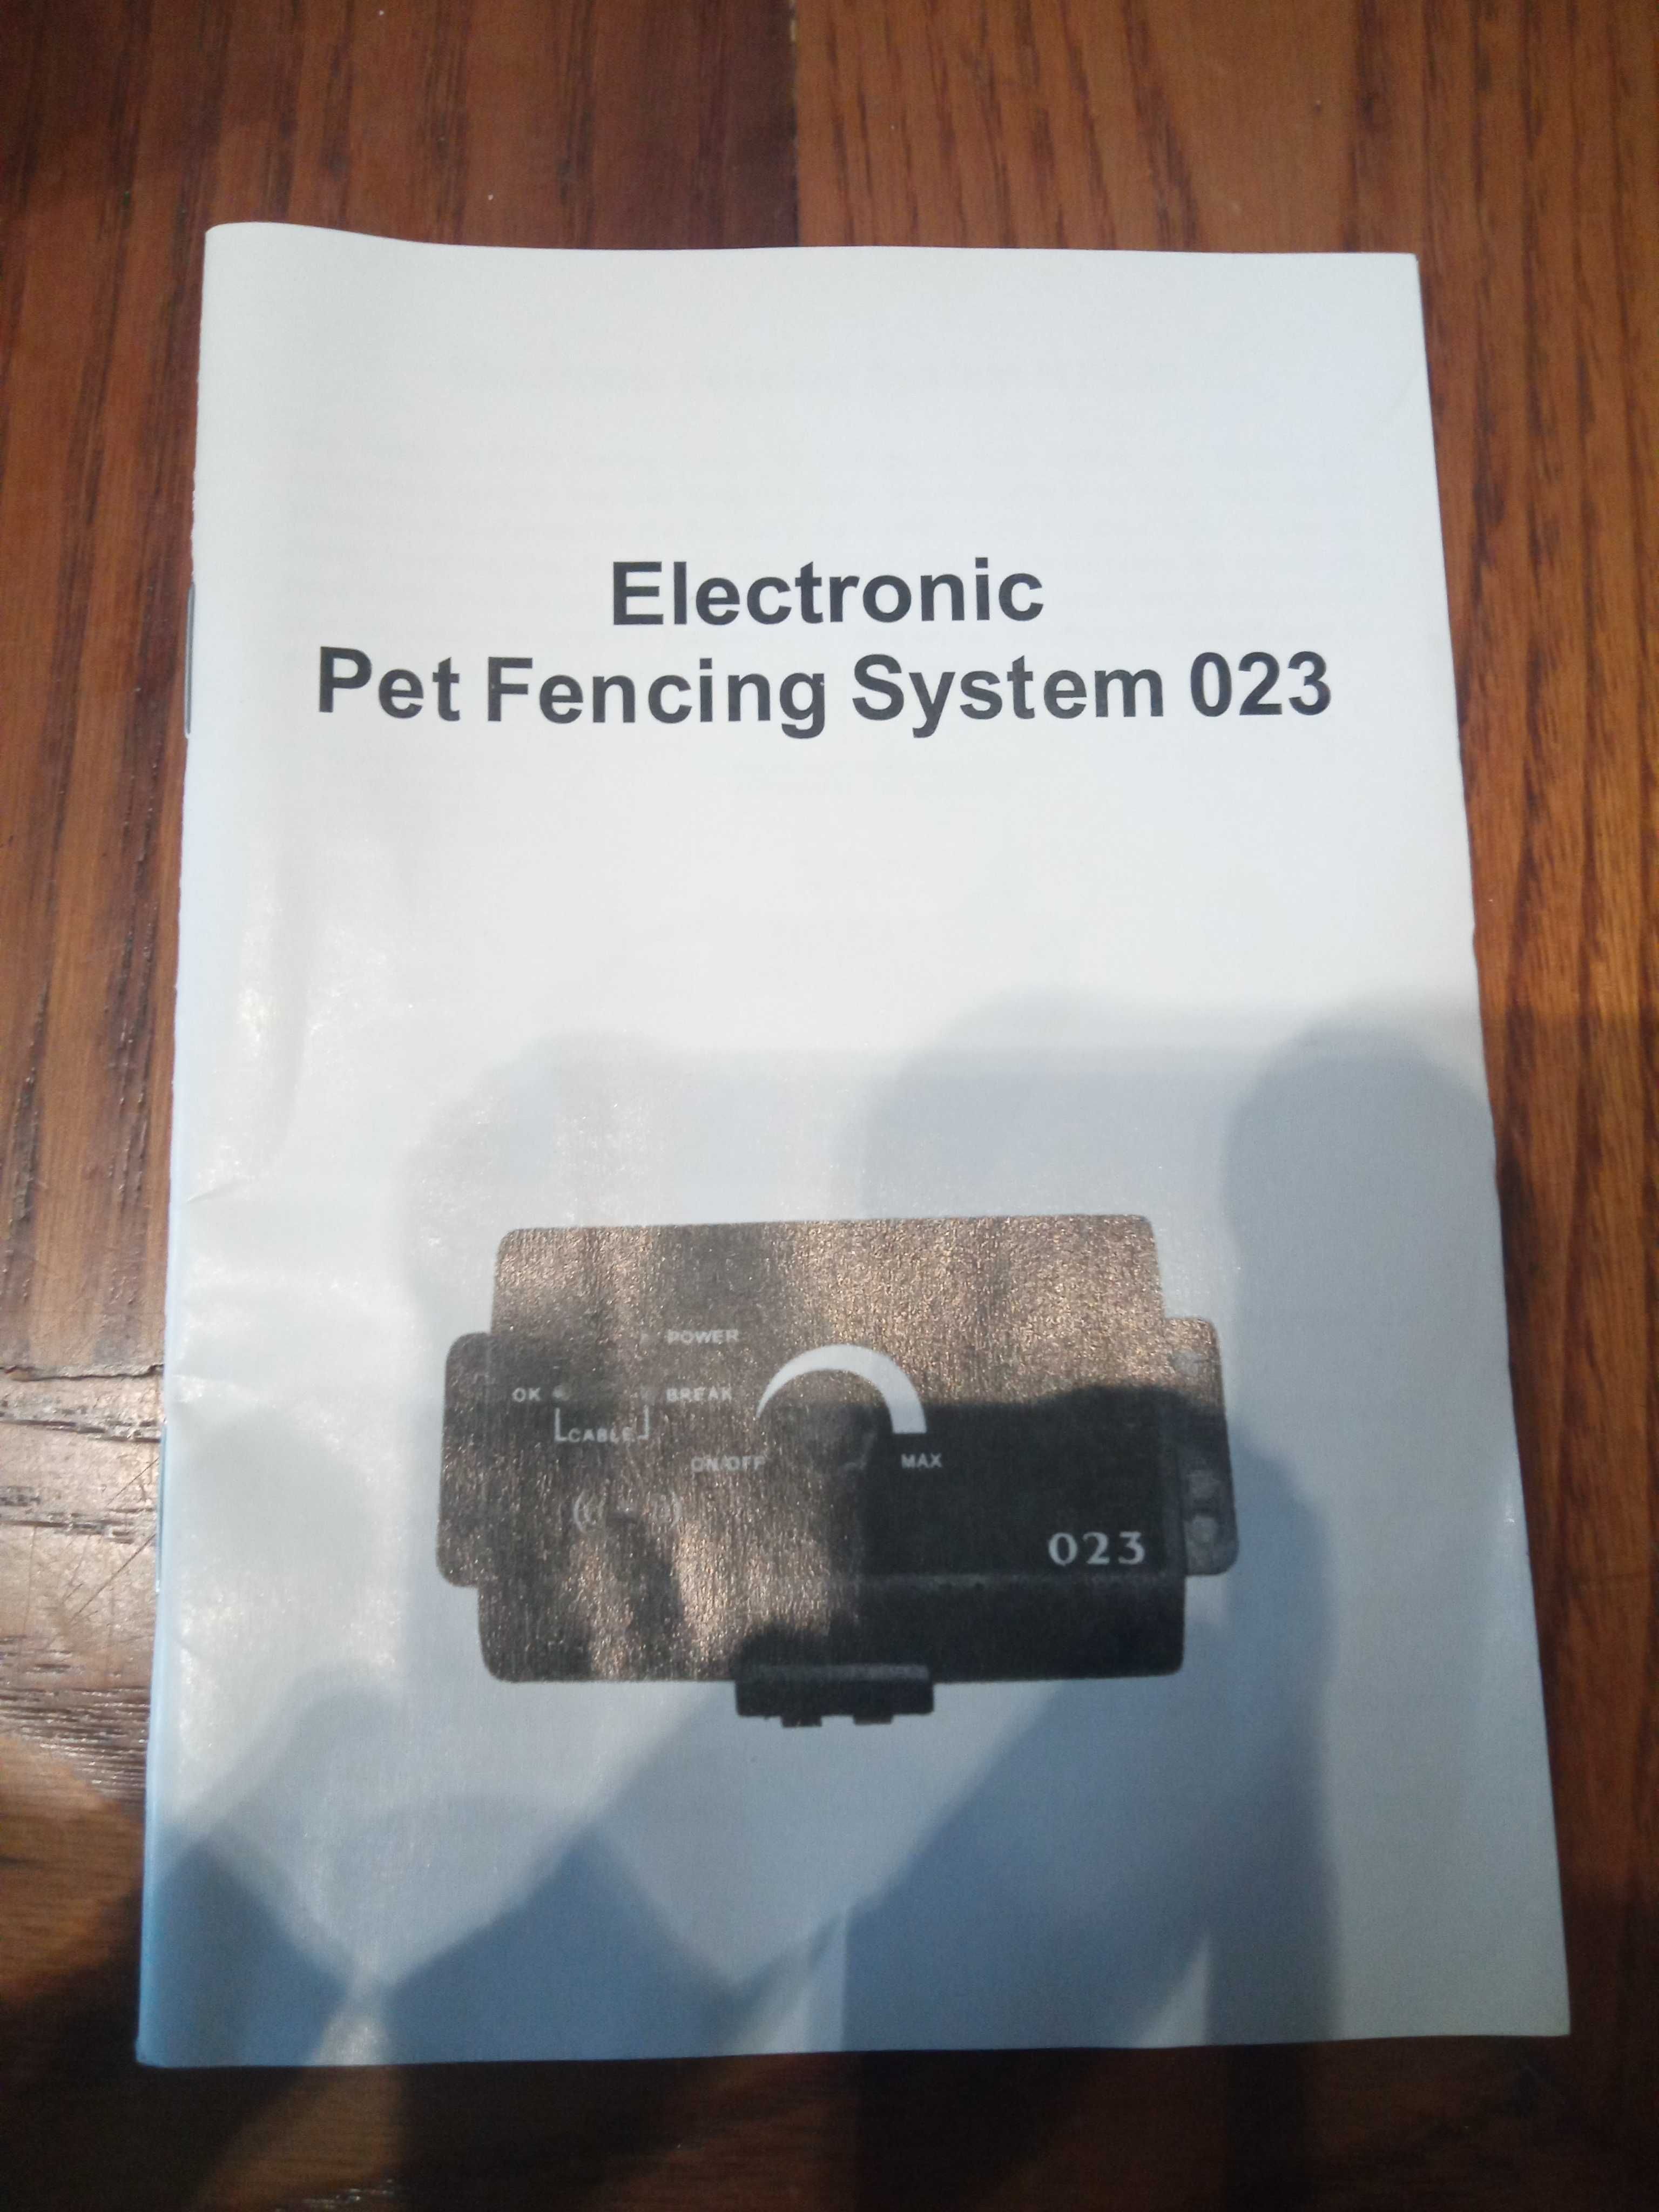 Electronic
Pet Fencing System 023
POWER
OK BREAK
CABLE
ON/OFF MAX
023